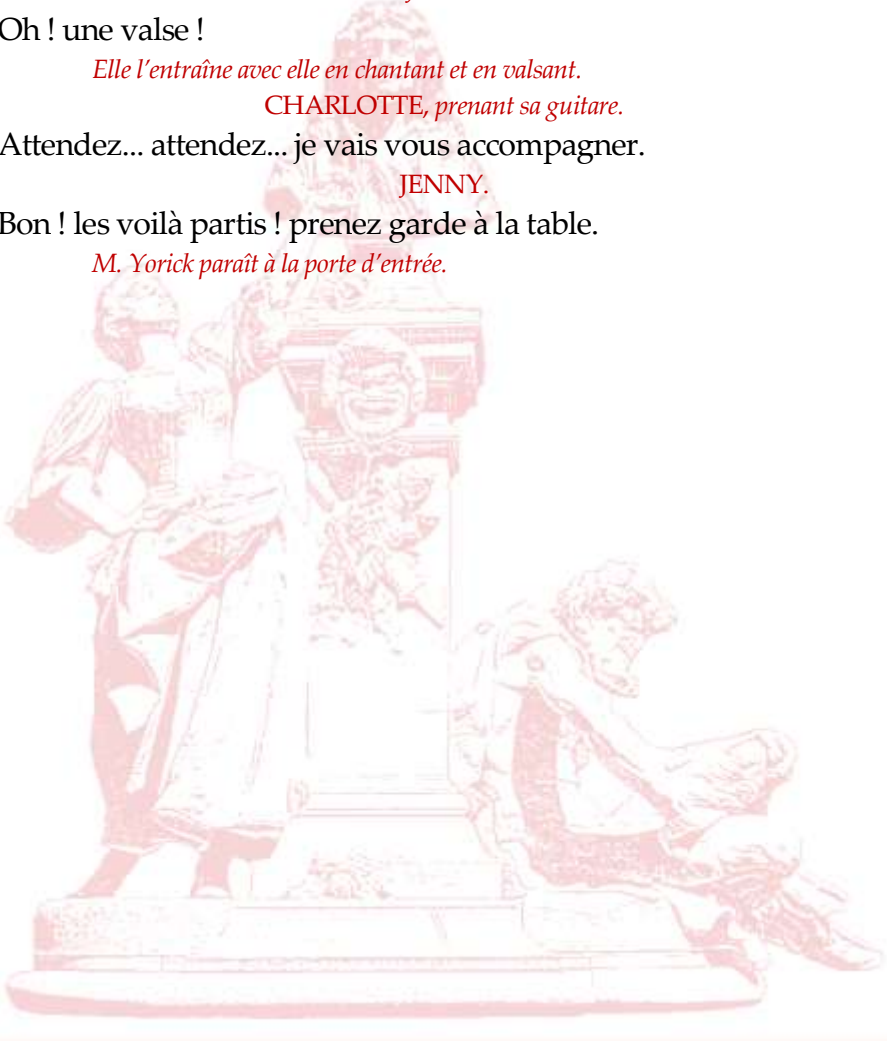 Oh ! une valse !
Elle l’entraîne avec elle en chantant et en valsant.
CHARLOTTE, prenant sa guitare.
Attendez... attendez... je vais vous accompagner.
JENNY.
Bon ! les voilà partis ! prenez garde à la table.
M. Yorick paraît à la porte d’entrée.